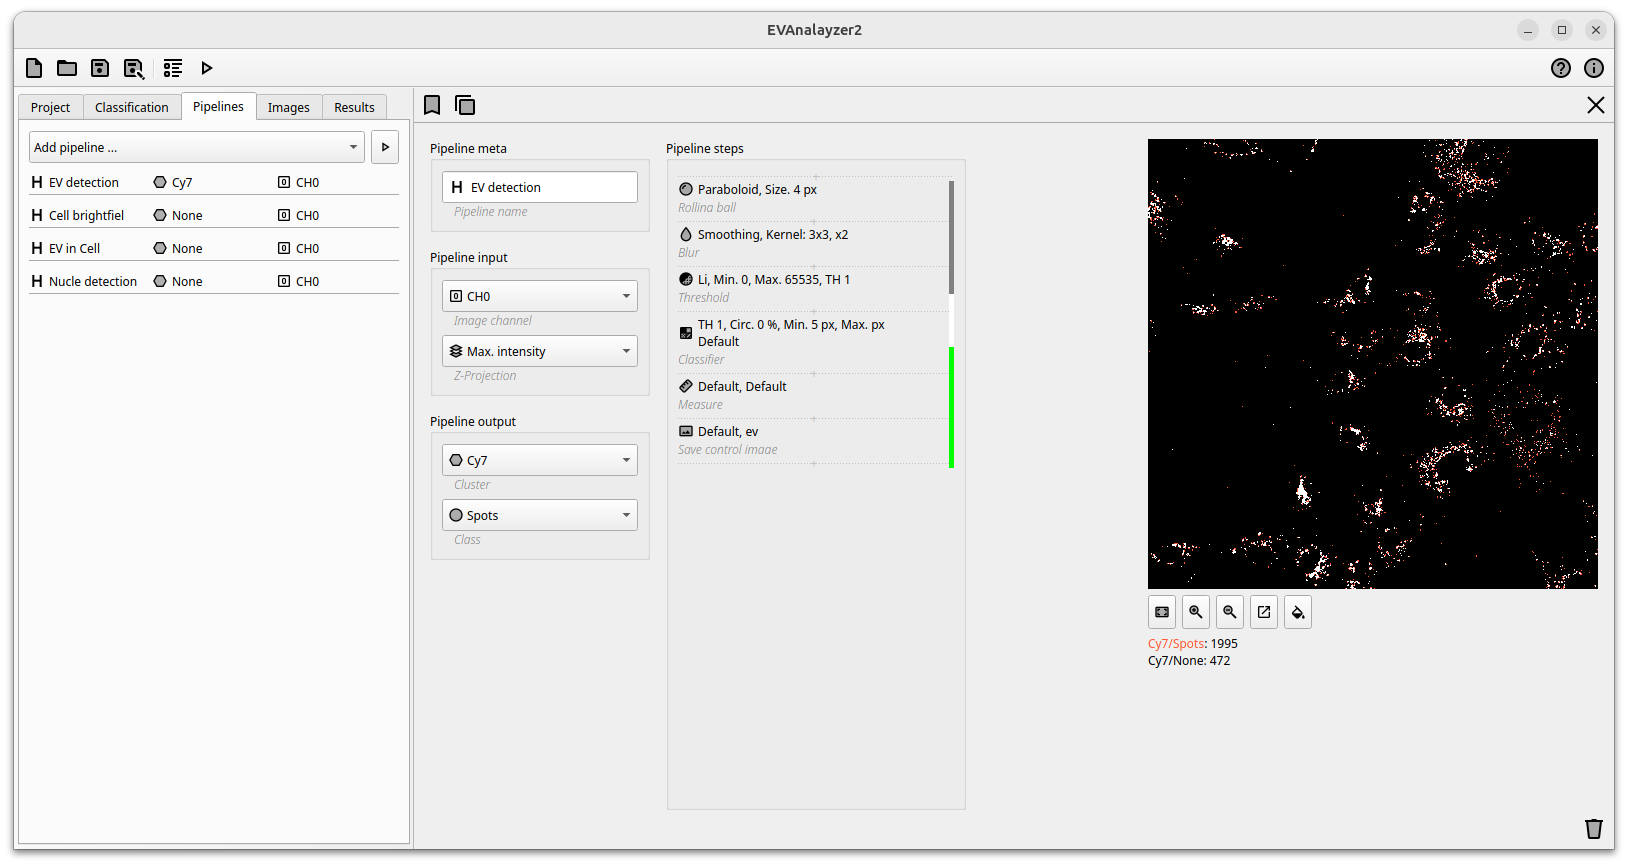 EVAnalayzer2
Project Classification Pipelines Images Results
Add pipeline ...
EV detection Cy7 CH0
Cell brightfiel None CH0
EV in Cell None CH0
Nucle detection None CH0
Pipeline meta
EV detection
Pipeline name
Pipeline input
CH0
Image channel
Max. intensity
Z-Projection
Pipeline output
Cy7
Cluster
Spots
Class
Pipeline steps
Paraboloid, Size. 4 px
Rolling ball
Smoothing, Kernel: 3x3, x2
Blur
Li, Min. 0, Max. 65535, TH 1
Threshold
TH 1, Circ. 0 %, Min. 5 px, Max. px
Default
Classifier
Default, Default
Measure
Default, ev
Save control image
Cy7/Spots: 1995
Cy7/None: 472